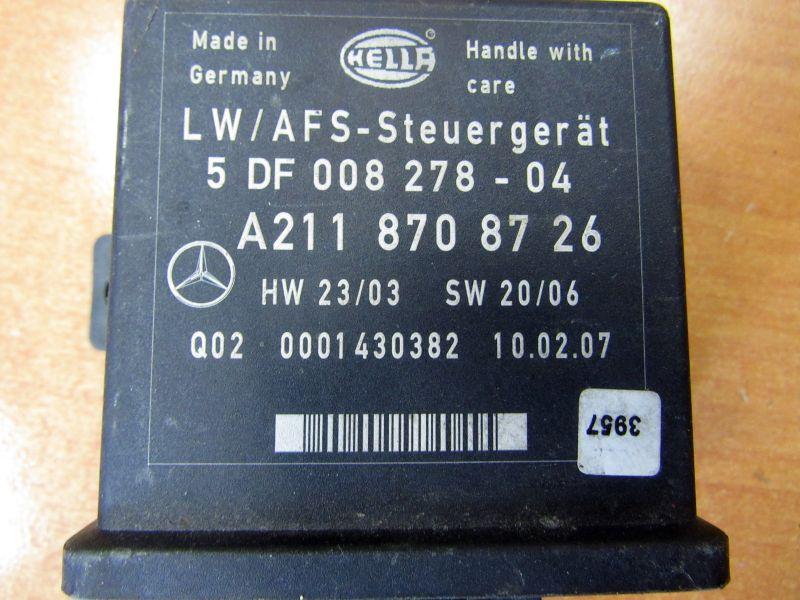 Made in
Germany
HELLA
®
Handle with
care
LW/AFS-Steuergerät
5 DF 008 278 - 04
A211 870 87 26
HW 23/03 SW 20/06
Q02 0001430382 10.02.07
3957